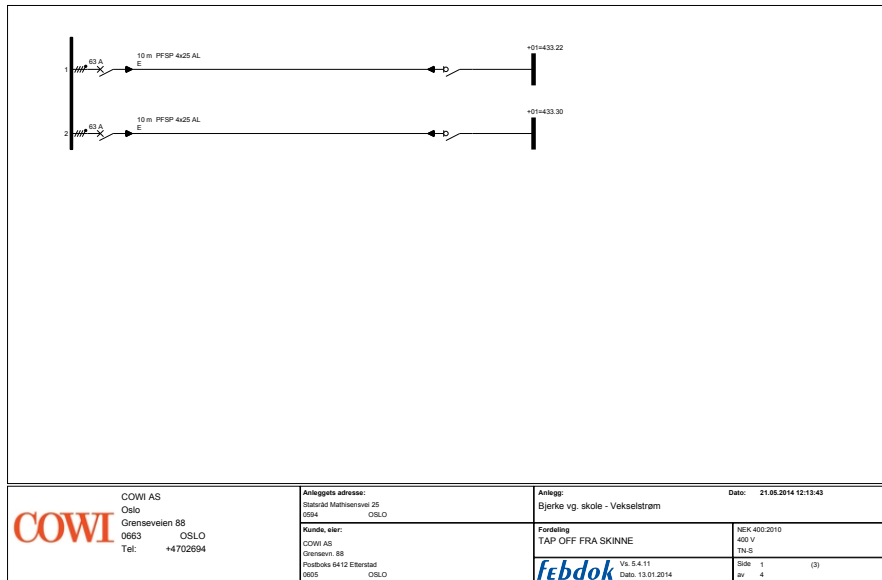 +01=433.22
10 m  PFSP 4x25 AL
63 A
E
1
+01=433.30
10 m  PFSP 4x25 AL
63 A
E
2
COWI
COWI AS
Oslo
Grenseveien 88
0663 OSLO
Tel: +4702694
Anleggets adresse:
Statsråd Mathisensvei 25
0594 OSLO
Kunde, eier:
COWI AS
Grensevn. 88
Postboks 6412 Etterstad
0605 OSLO
Anlegg: Dato: 21.05.2014 12:13:43
Bjerke vg. skole - Vekselstrøm
Fordeling
TAP OFF FRA SKINNE
NEK 400:2010
400 V
TN-S
febdok
Vs. 5.4.11
Dato. 13.01.2014
Side 1 (3)
av 4